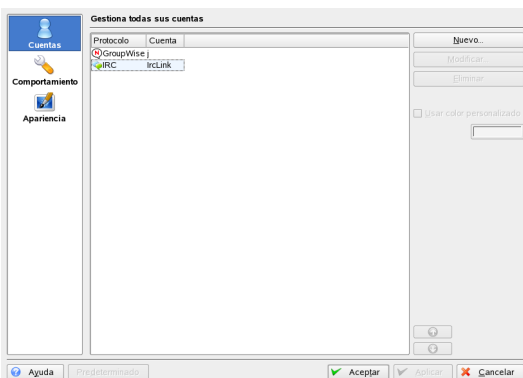 Gestiona todas sus cuentas
Cuentas
Comportamiento
Apariencia
Protocolo Cuenta
GroupWise j
IRC IrcLink
Nuevo...
Modificar...
Eliminar
Usar color personalizado
Ayuda
Predeterminado
Aceptar
Aplicar
Cancelar